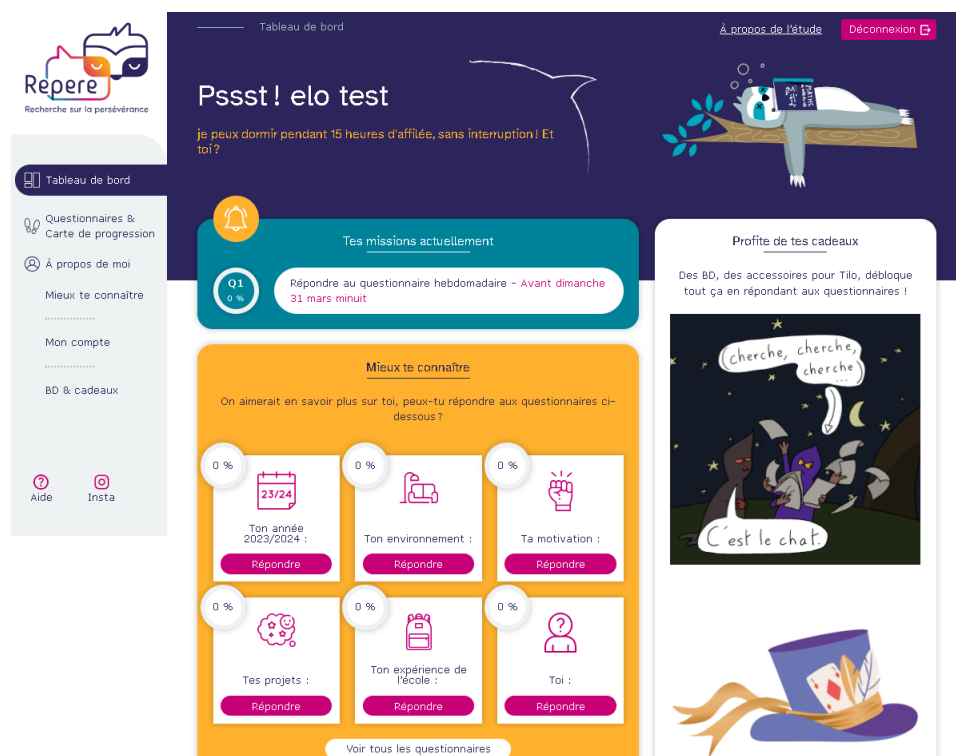 Repere
Recherche sur la persévérance
Tableau de bord
Questionnaires &
Carte de progression
À propos de moi
Mieux te connaître
Mon compte
BD & cadeaux
Aide
Insta
Tableau de bord
À propos de l'étude
Déconnexion
Pssst ! elo test
je peux dormir pendant 15 heures d'affilée, sans interruption ! Et
toi ?
MATHS
Tes missions actuellement
Q1
0 %
Répondre au questionnaire hebdomadaire - Avant dimanche
31 mars minuit
Mieux te connaître
On aimerait en savoir plus sur toi, peux-tu répondre aux questionnaires ci-
dessous ?
0 %
23/24
Ton année
2023/2024 :
Répondre
0 %
Ton environnement :
Répondre
0 %
Ta motivation :
Répondre
0 %
Tes projets :
Répondre
0 %
Ton expérience de
l'école :
Répondre
0 %
Toi :
Répondre
Voir tous les questionnaires
Profite de tes cadeaux
Des BD, des accessoires pour Tilo, débloque
tout ça en répondant aux questionnaires !
(cherche, cherche,
cherche)
...
C'est le chat.